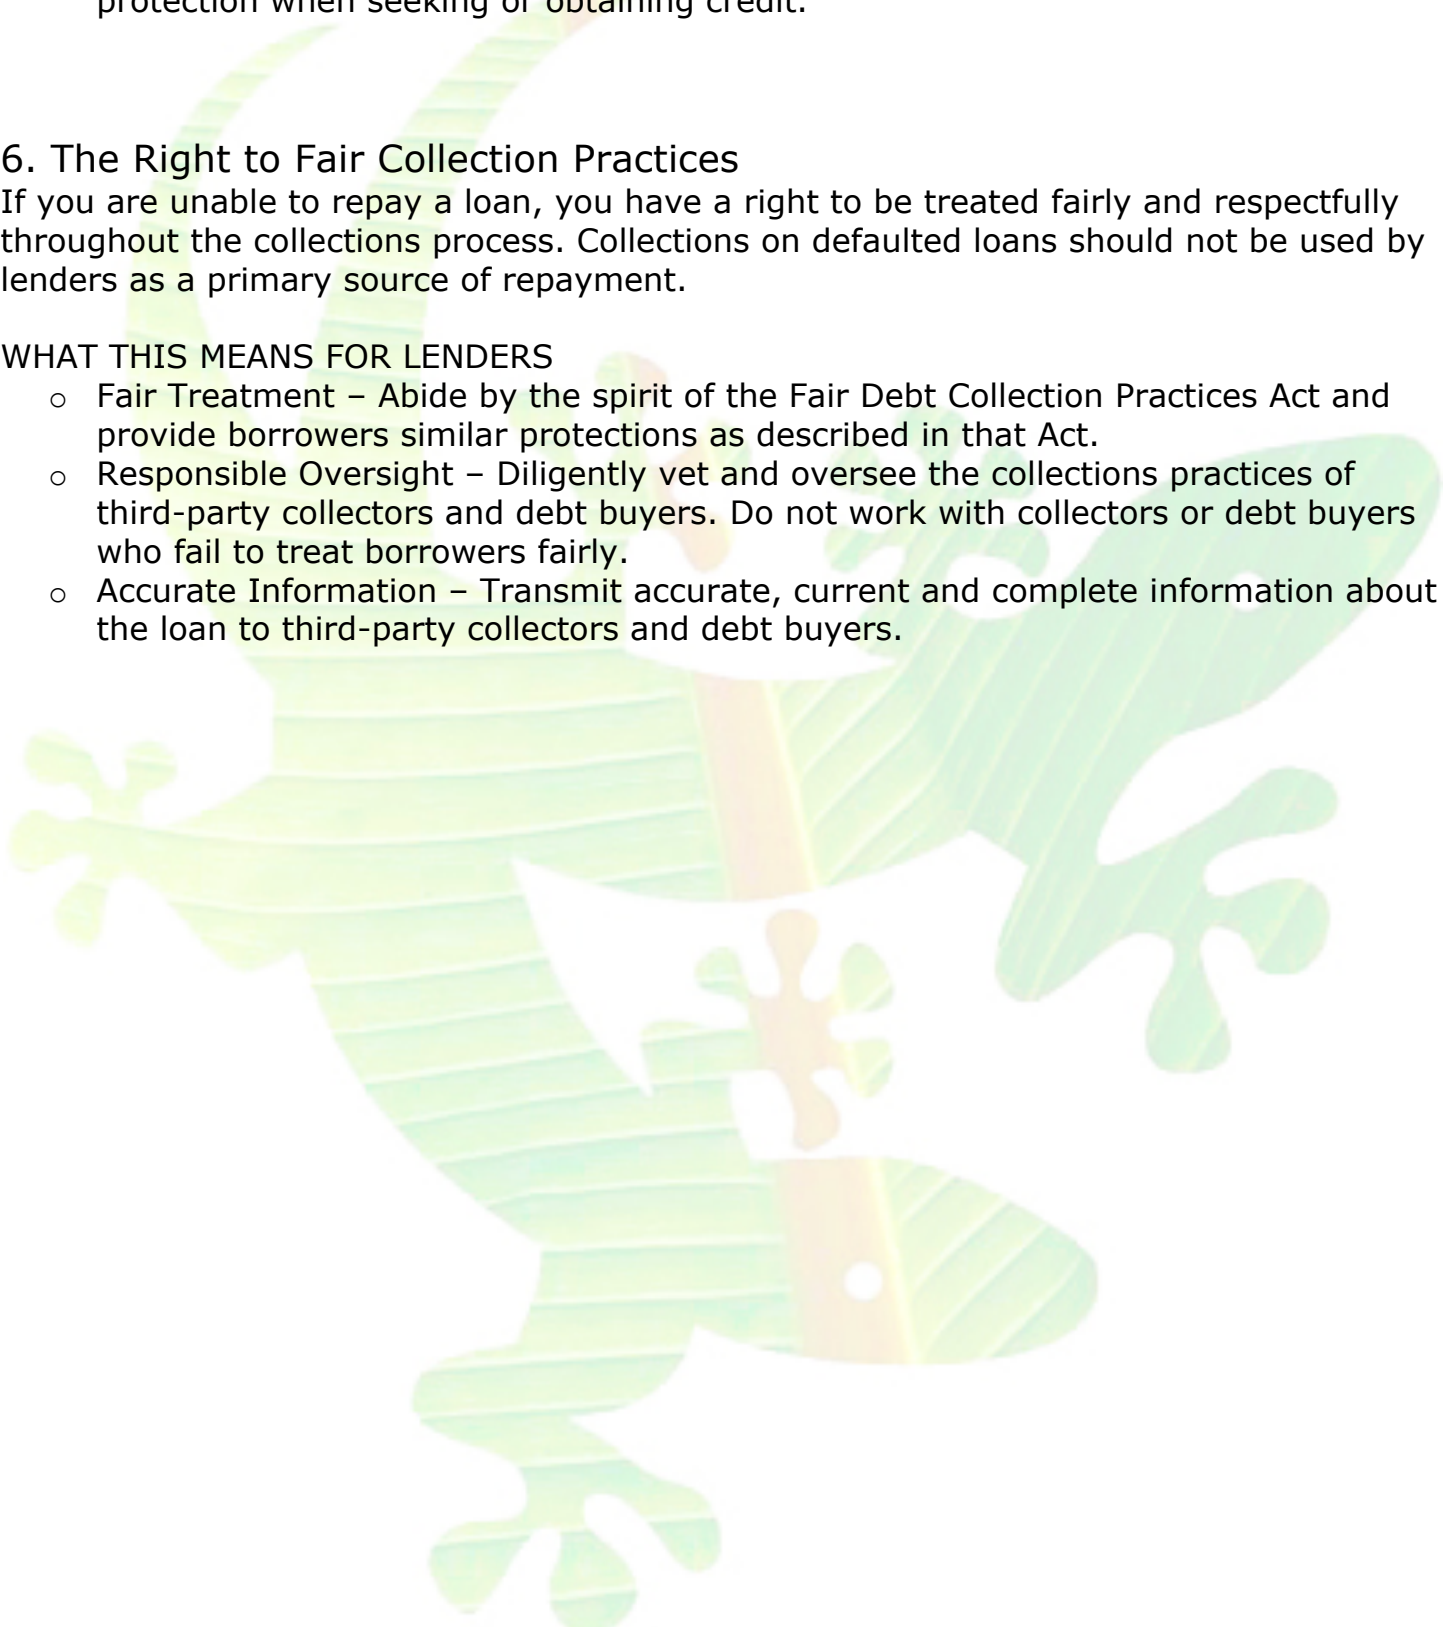 protection when seeking or obtaining credit.
6. The Right to Fair Collection Practices
If you are unable to repay a loan, you have a right to be treated fairly and respectfully
throughout the collections process. Collections on defaulted loans should not be used by
lenders as a primary source of repayment.
WHAT THIS MEANS FOR LENDERS
o Fair Treatment – Abide by the spirit of the Fair Debt Collection Practices Act and
provide borrowers similar protections as described in that Act.
o Responsible Oversight – Diligently vet and oversee the collections practices of
third-party collectors and debt buyers. Do not work with collectors or debt buyers
who fail to treat borrowers fairly.
o Accurate Information – Transmit accurate, current and complete information about
the loan to third-party collectors and debt buyers.